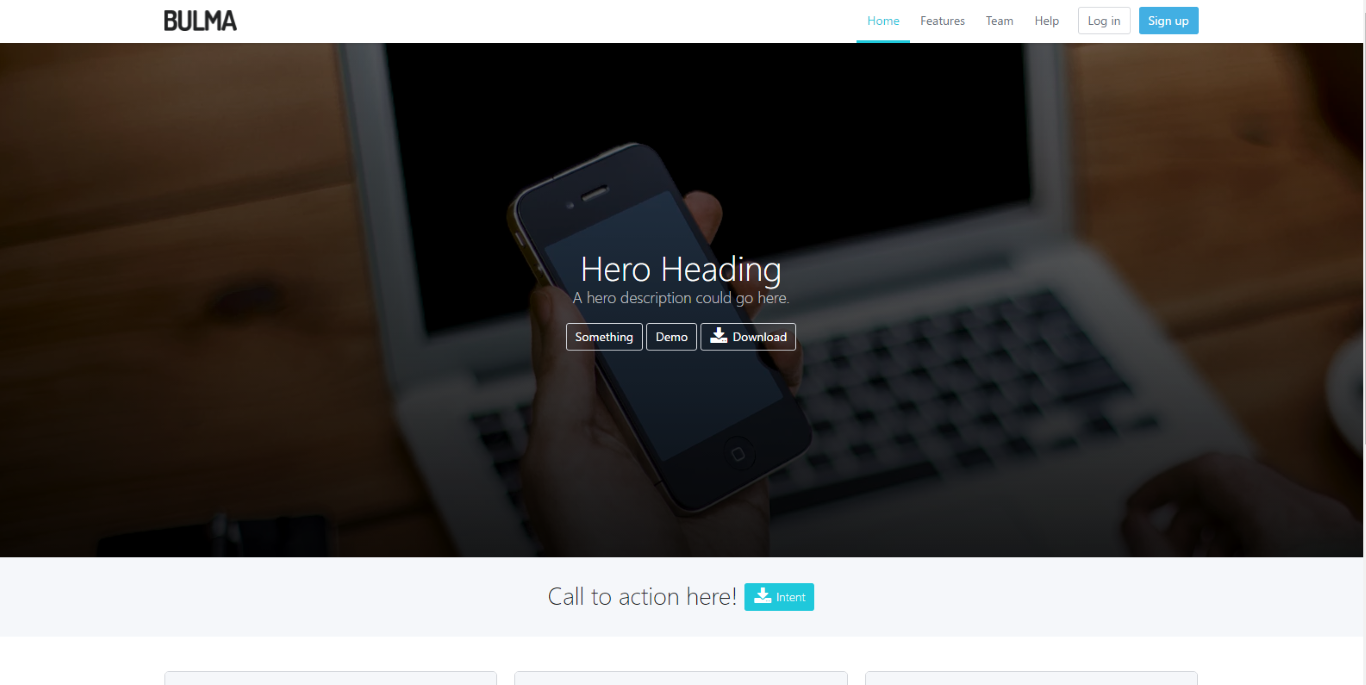 BULMA
Home Features Team Help Log in Sign up
Hero Heading
A hero description could go here.
Something Demo Download
Call to action here! Intent